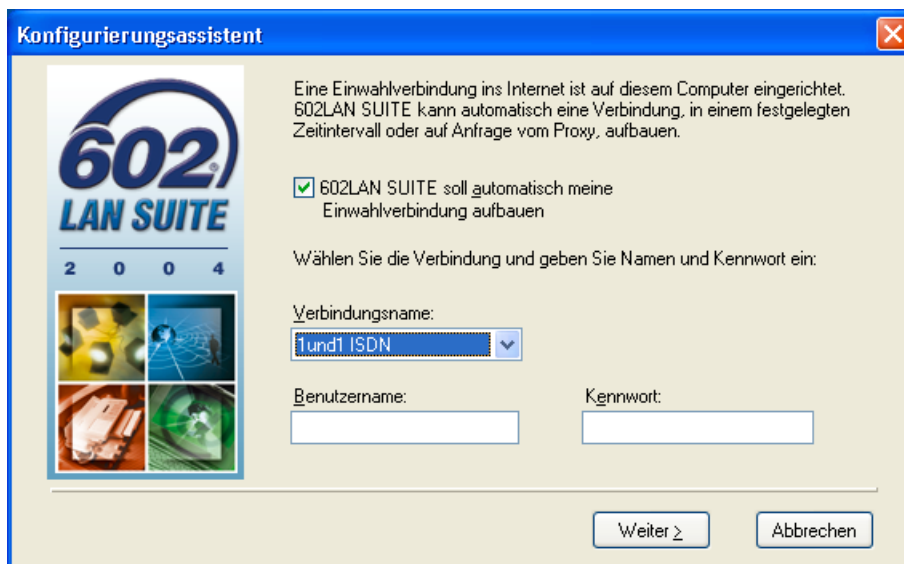 Konfigurierungsassistent
602
LAN SUITE
2 0 0 4
Eine Einwahlverbindung ins Internet ist auf diesem Computer eingerichtet.
602LAN SUITE kann automatisch eine Verbindung, in einem festgelegten
Zeitintervall oder auf Anfrage vom Proxy, aufbauen.
602LAN SUITE soll automatisch meine
Einwahlverbindung aufbauen
Wählen Sie die Verbindung und geben Sie Namen und Kennwort ein:
Verbindungsname:
1und1 ISDN
Benutzername: Kennwort:
Weiter > Abbrechen